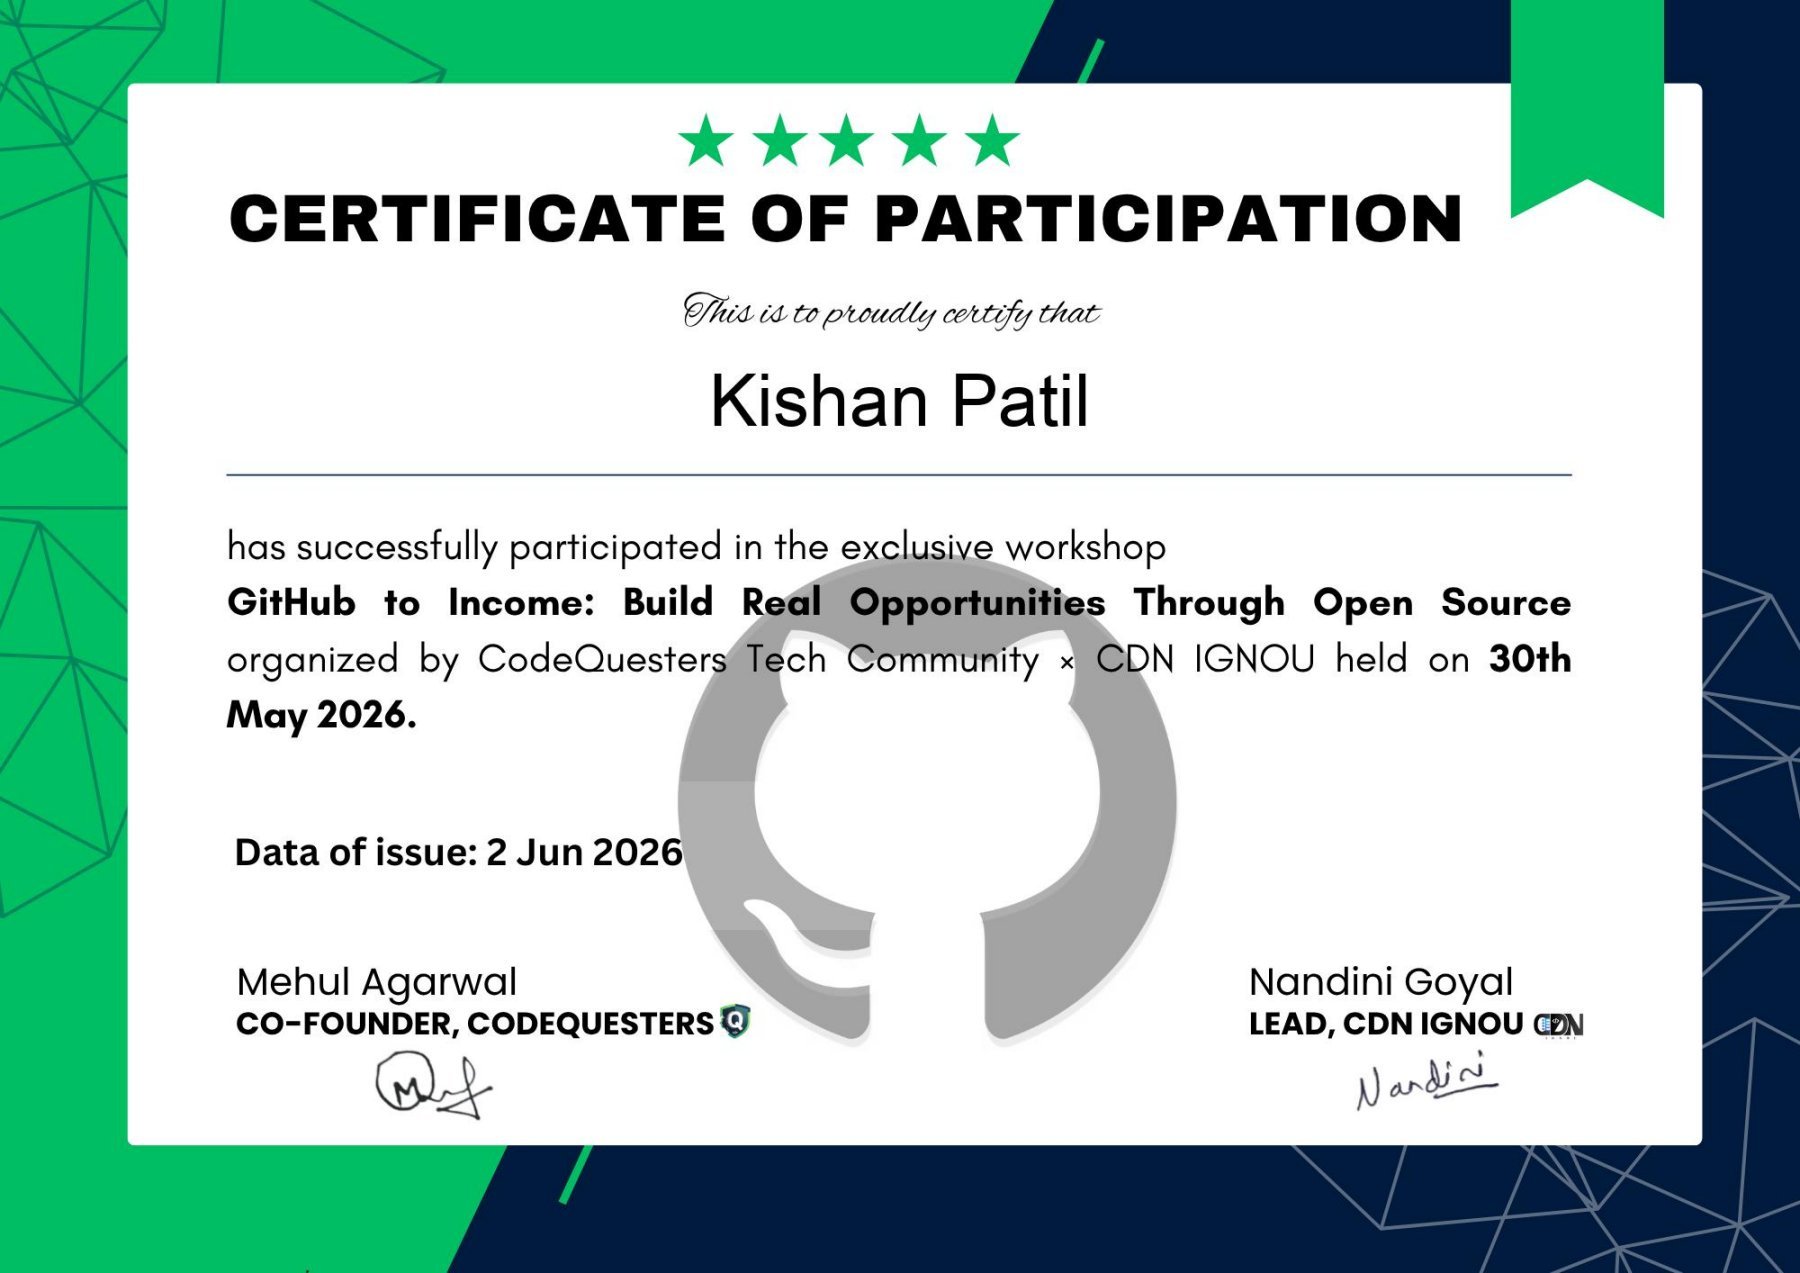 CERTIFICATE OF PARTICIPATION
This is to proudly certify that
Kishan Patil
has successfully participated in the exclusive workshop
GitHub to Income: Build Real Opportunities Through Open Source
organized by CodeQuesters Tech Community × CDN IGNOU held on 30th
May 2026.
Data of issue: 2 Jun 2026
Mehul Agarwal
CO-FOUNDER, CODEQUESTERS Q
Nandini Goyal
LEAD, CDN IGNOU CDN
Nandini